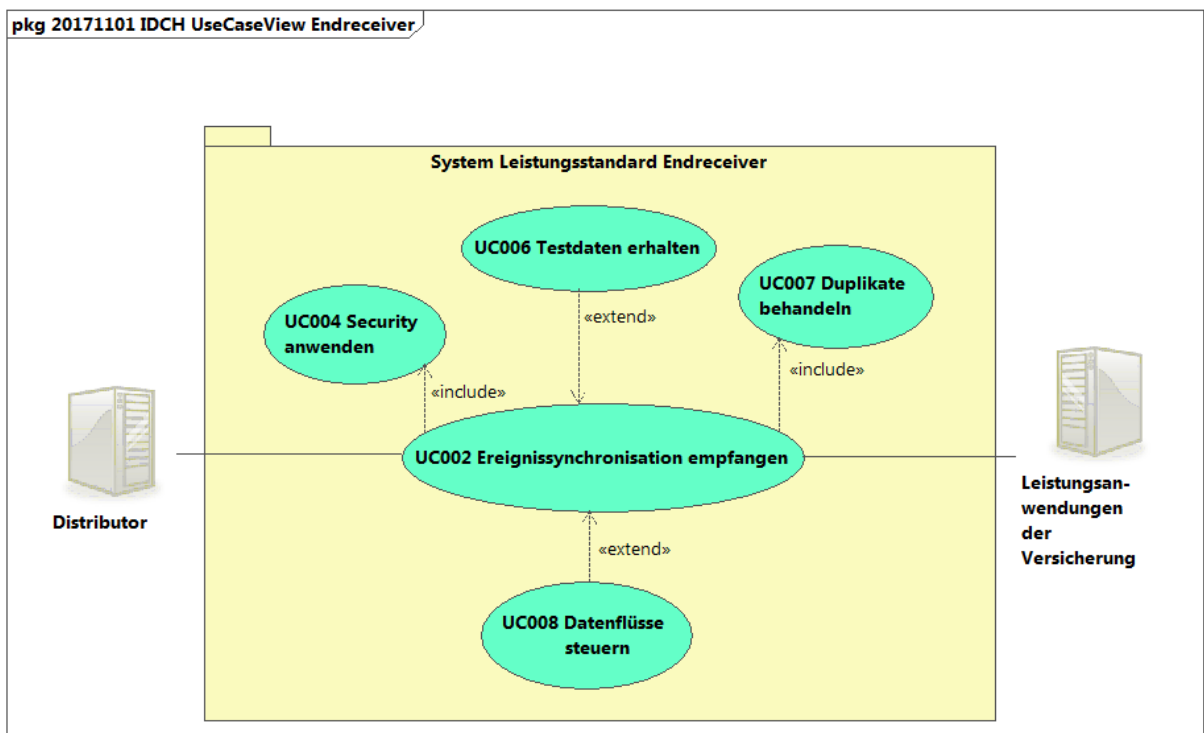 pkg 20171101 IDCH UseCaseView Endreceiver
System Leistungsstandard Endreceiver
UC006 Testdaten erhalten
UC007 Duplikate
behandeln
UC004 Security
anwenden
«extend»
«include»
«include»
UC002 Ereignissynchronisation empfangen
Distributor
Leistungsan-
wendungen
der
Versicherung
«extend»
UC008 Datenflüsse
steuern